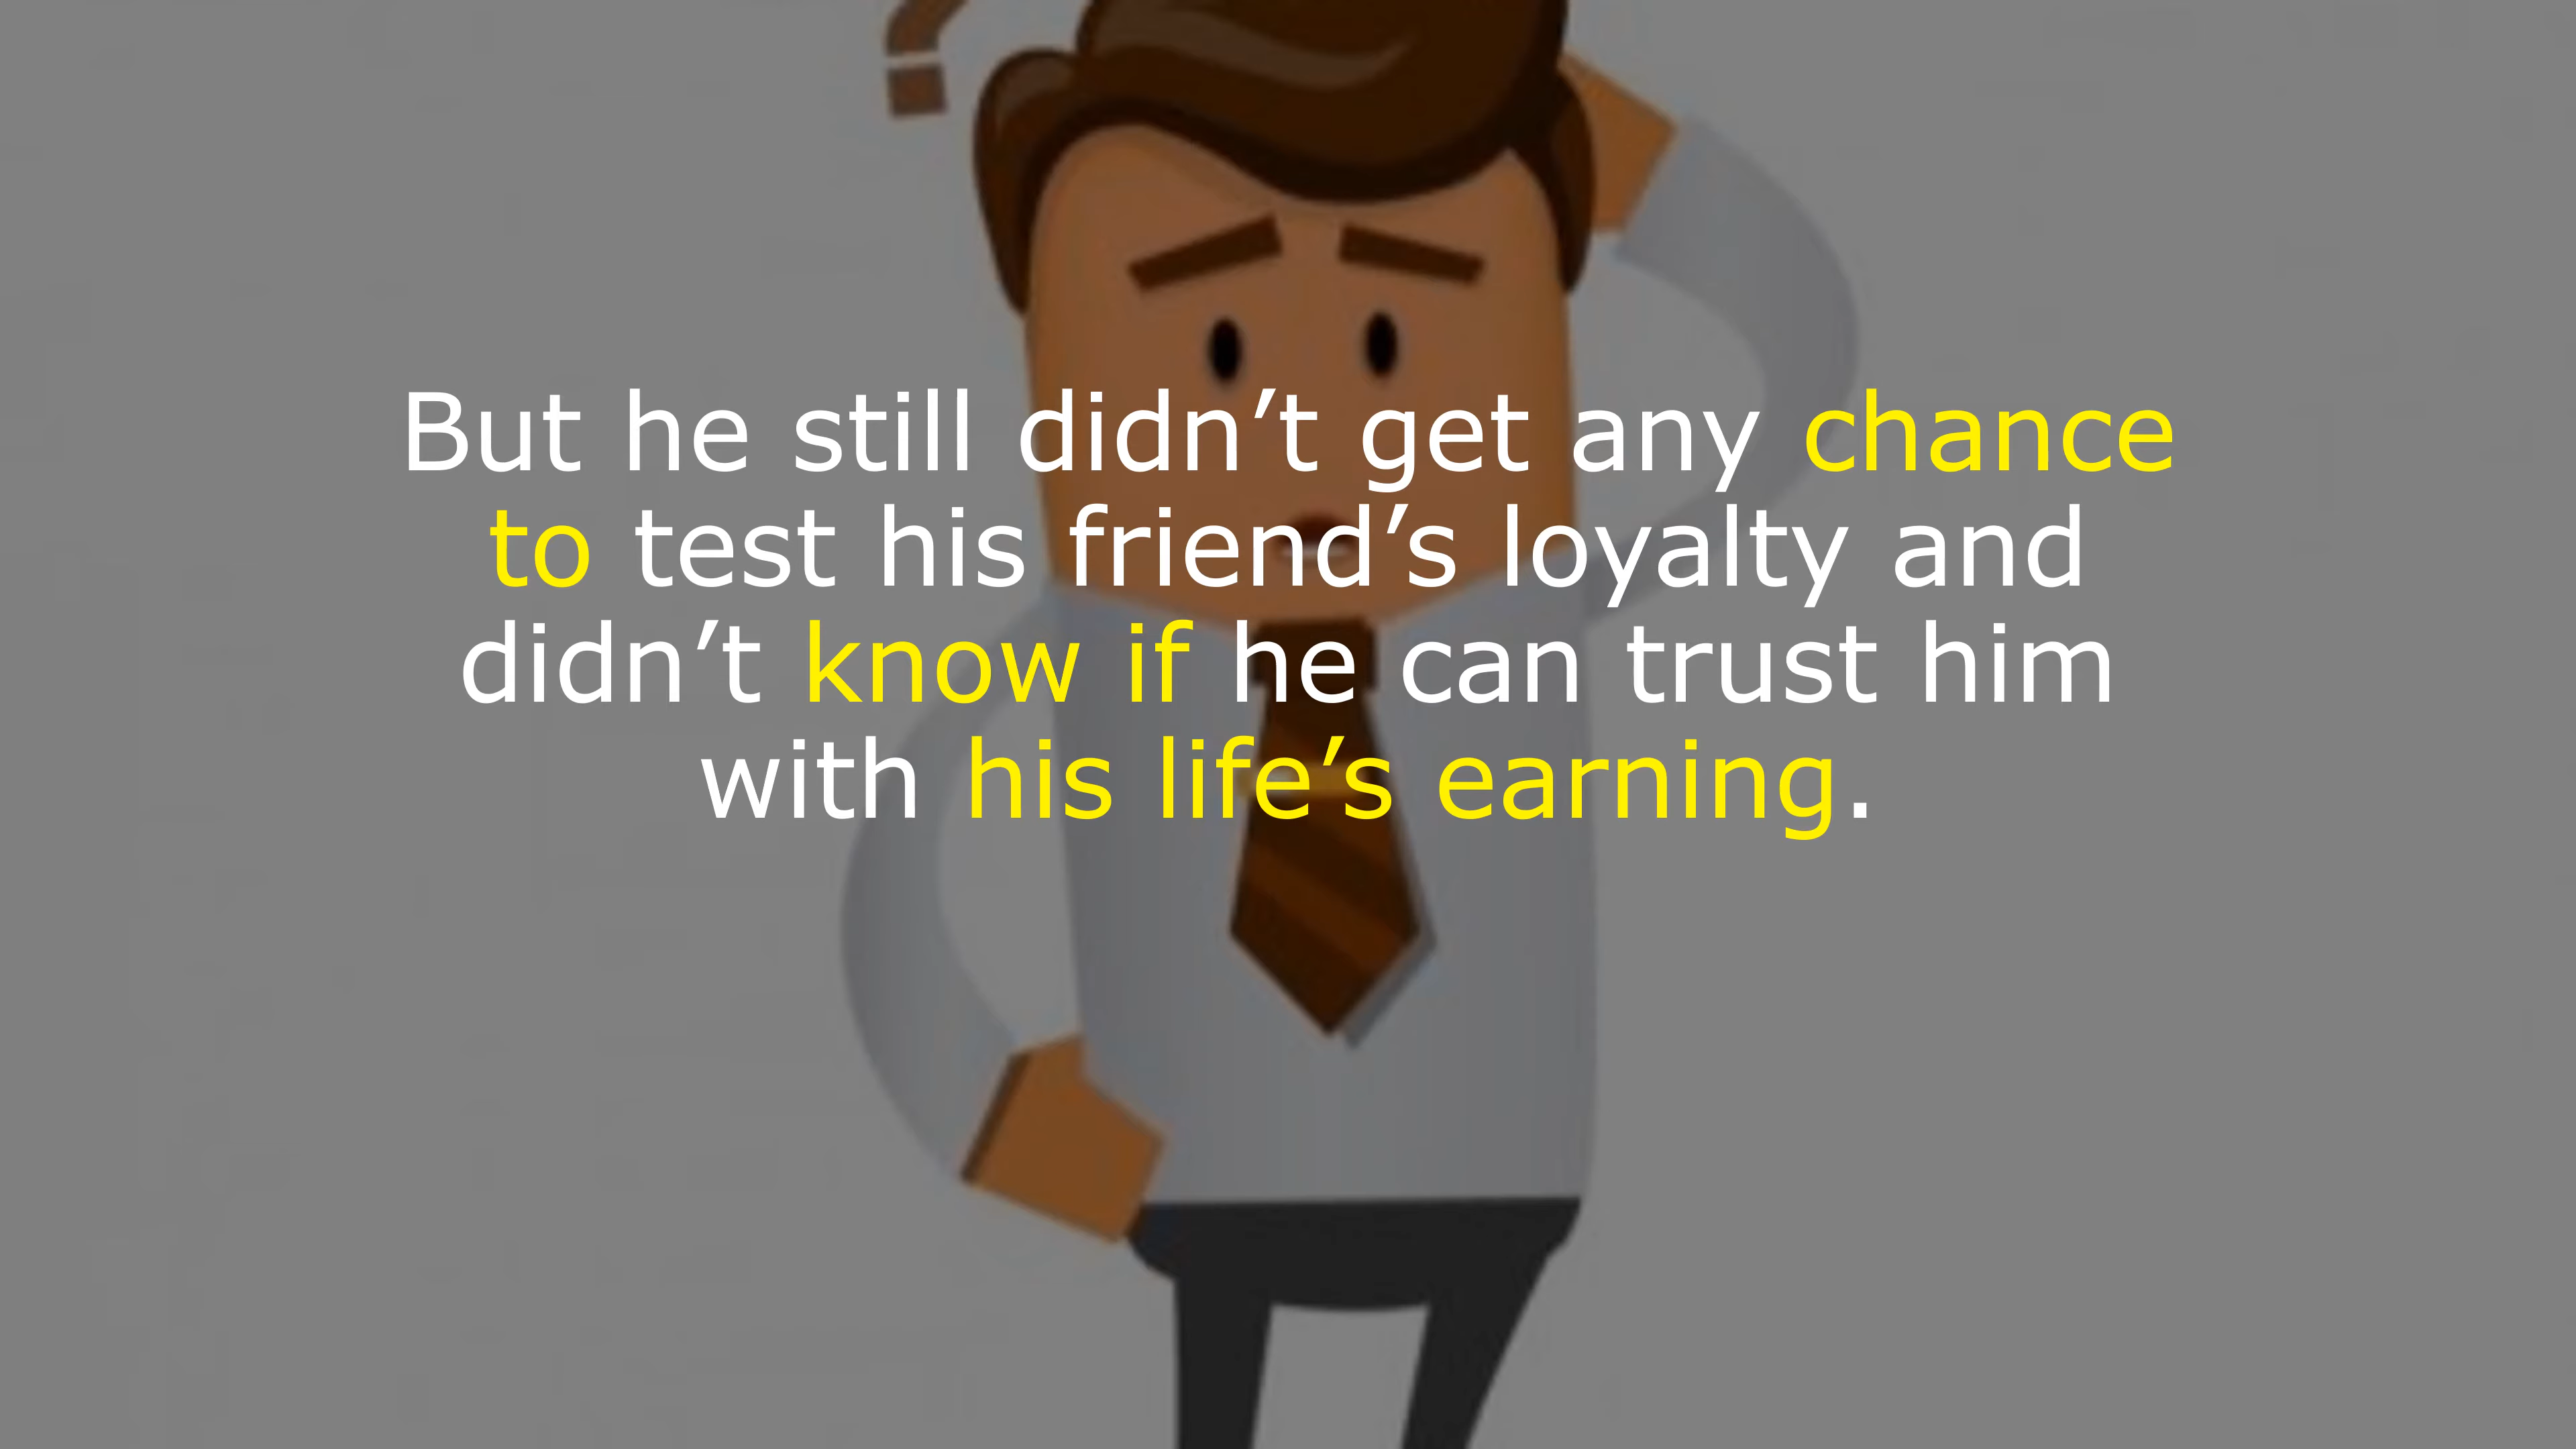 But he still didn’t get any chance
to test his friend’s loyalty and
didn’t know if he can trust him
with his life’s earning.